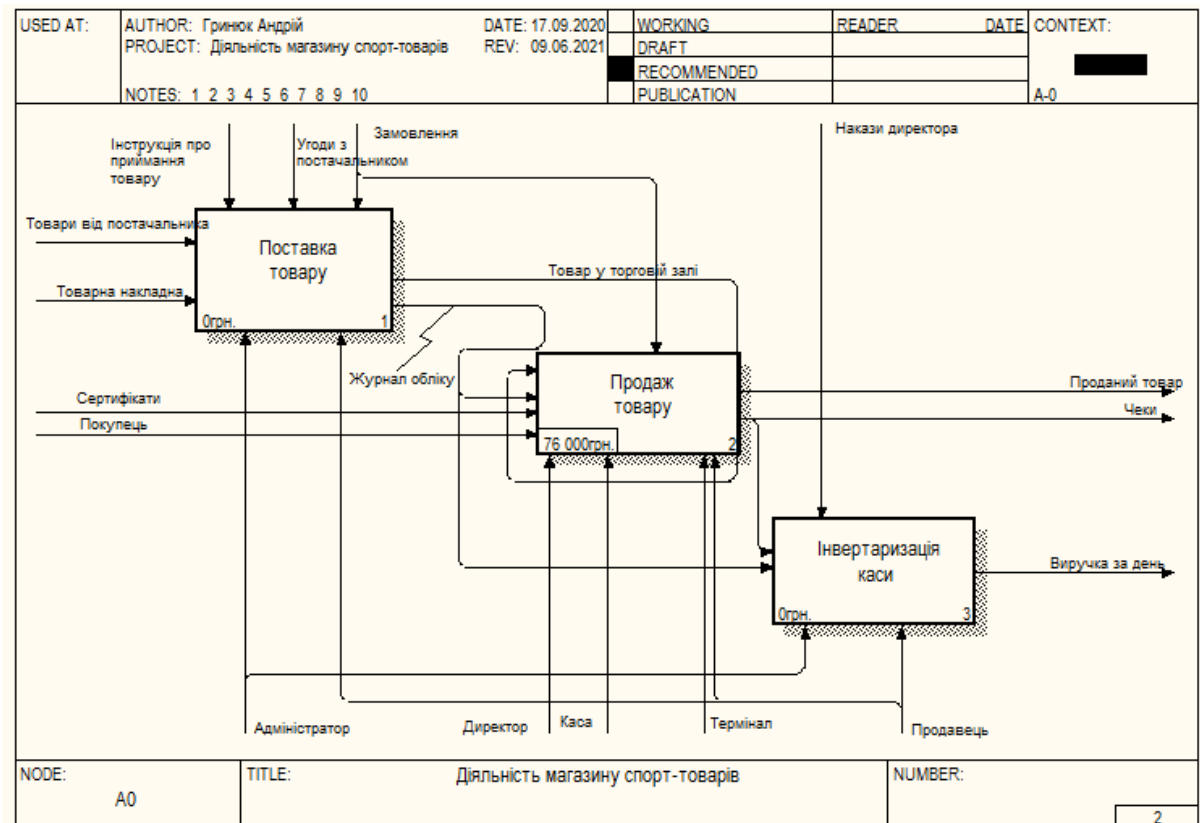 USED AT:
AUTHOR: Гринюк Андрій
DATE: 17.09.2020
WORKING
READER
DATE
CONTEXT:
PROJECT: Діяльність магазину спорт-товарів
REV: 09.06.2021
DRAFT
RECOMMENDED
NOTES: 1 2 3 4 5 6 7 8 9 10
PUBLICATION
A-0
Інструкція про
приймання
товару
Угоди з
постачальником
Замовлення
Накази директора
Товари від постачальника
Товарна накладна
Поставка
товару
0грн.
1
Товар у торговій залі
Журнал обліку
Сертифікати
Покупець
Продаж
товару
76 000грн.
2
Проданий товар
Чеки
Інвертаризація
каси
0грн.
3
Виручка за день
Адміністратор
Директор
Каса
Термінал
Продавець
NODE:
A0
TITLE:
Діяльність магазину спорт-товарів
NUMBER:
2